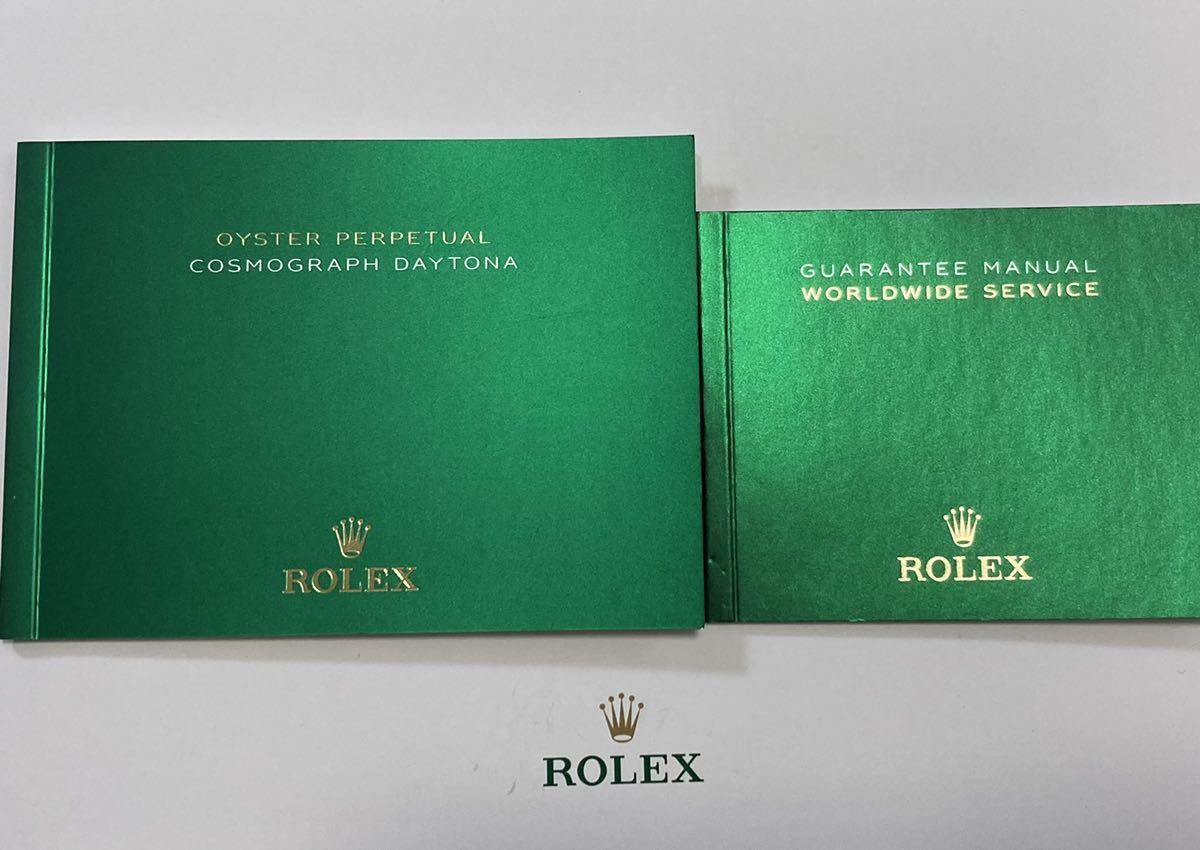 OYSTER PERPETUAL
COSMOGRAPH DAYTONA
ROLEX
GUARANTEE MANUAL
WORLDWIDE SERVICE
ROLEX
ROLEX